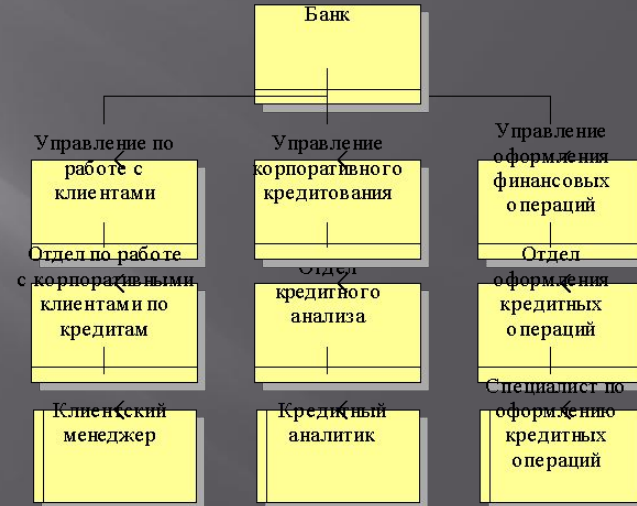 Банк
Управление по
работе с
клиентами
Управление
корпоративного
кредитования
Управление
оформления
финансовых
операций
Отдел по работе
с корпоративными
клиентами по
кредитам
Отдел
кредитного
анализа
Отдел
оформления
кредитных
операций
Клиентский
менеджер
Кредитный
аналитик
Специалист по
оформлению
кредитных
операций